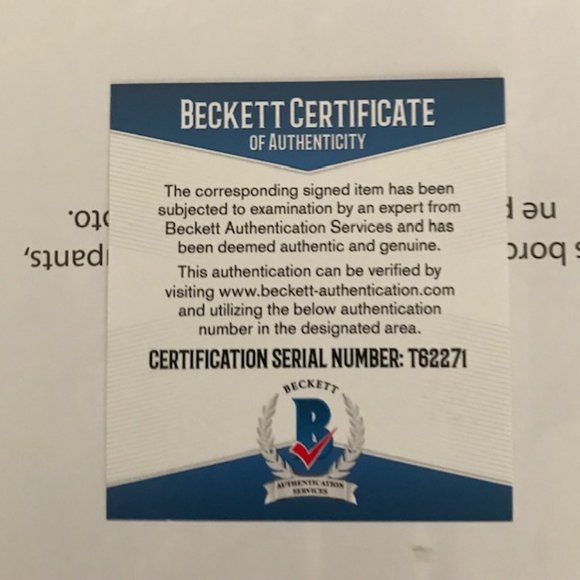 BECKETT CERTIFICATE
OF AUTHENTICITY
The corresponding signed item has been
subjected to examination by an expert from
Beckett Authentication Services and has
been deemed authentic and genuine.
This authentication can be verified by
visiting www.beckett-authentication.com
and utilizing the below authentication
number in the designated area.
CERTIFICATION SERIAL NUMBER: T62271
BECKETT
B
AUTHENTICATION
SERVICES